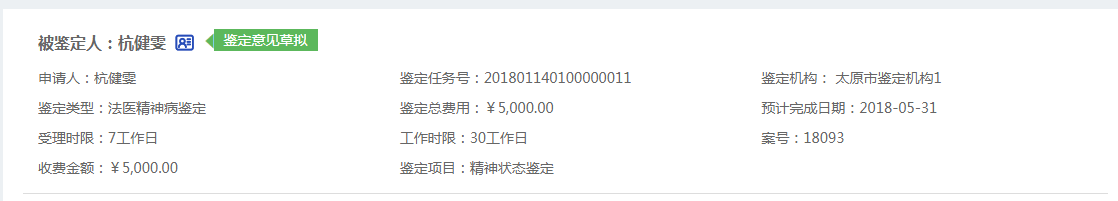 被鉴定人：杭健雯 鉴定意见草拟
申请人：杭健雯 鉴定任务号：201801140100000011 鉴定机构： 太原市鉴定机构1
鉴定类型：法医精神病鉴定 鉴定总费用：￥5,000.00 预计完成日期：2018-05-31
受理时限：7工作日 工作时限：30工作日 案号：18093
收费金额：￥5,000.00 鉴定项目：精神状态鉴定